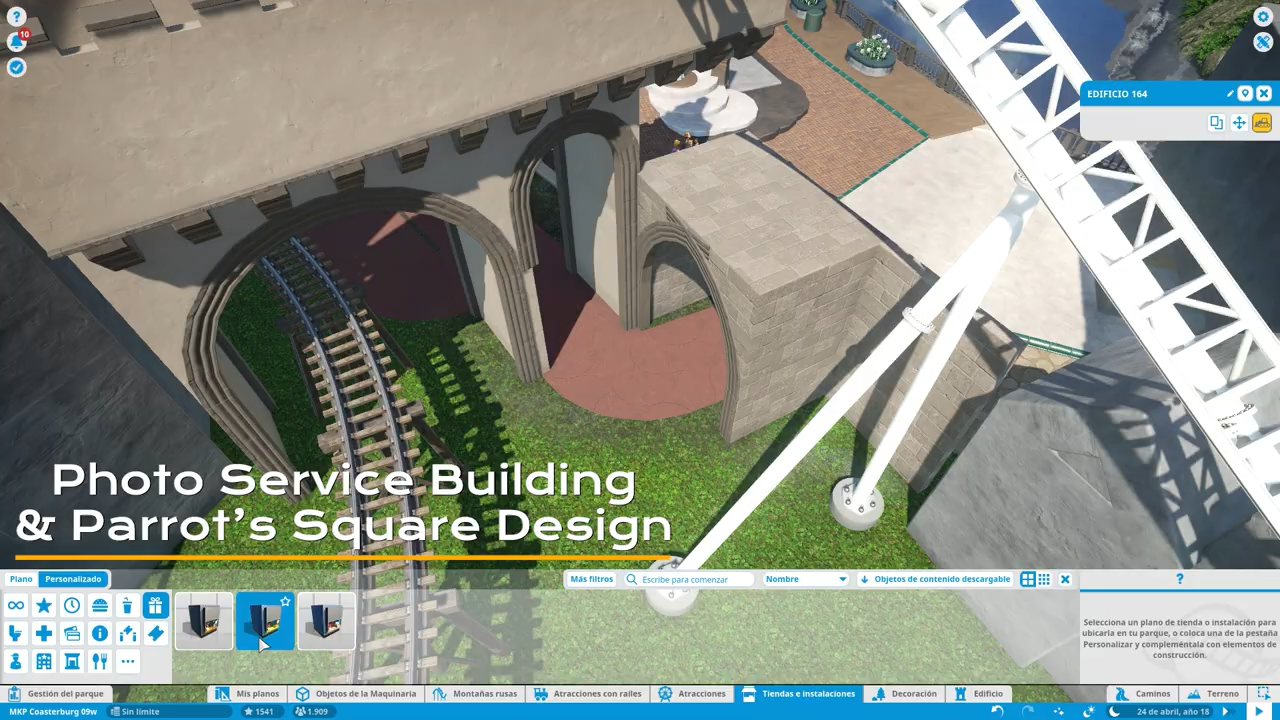 10
EDIFICIO 164
Photo Service Building
& Parrot's Square Design
Plano
Personalizado
Más filtros
Escribe para comenzar
Nombre
Objetos de contenido descargable
?
Selecciona un plano de tienda o instalación para
ubicarla en tu parque, o coloca una de la pestaña
Personalizar y compleméntala con elementos de
construcción.
Gestión del parque
Mis planos
Objetos de la Maquinaria
Montañas rusas
Atracciones con raíles
Atracciones
Tiendas e instalaciones
Decoración
Edificio
Caminos
Terreno
MKP Coasterburg 09w
Sin límite
1541
1.909
24 de abril, año 18